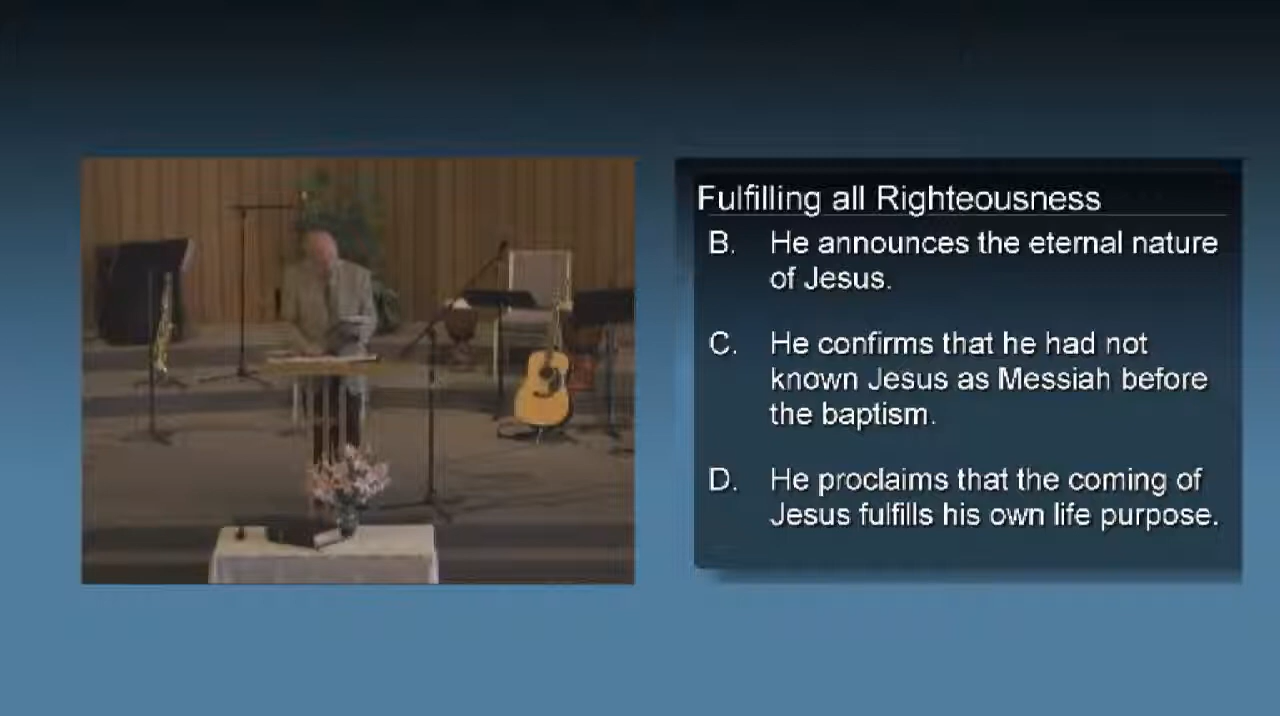 Fulfilling all Righteousness
B. He announces the eternal nature
of Jesus.
C. He confirms that he had not
known Jesus as Messiah before
the baptism.
D. He proclaims that the coming of
Jesus fulfills his own life purpose.